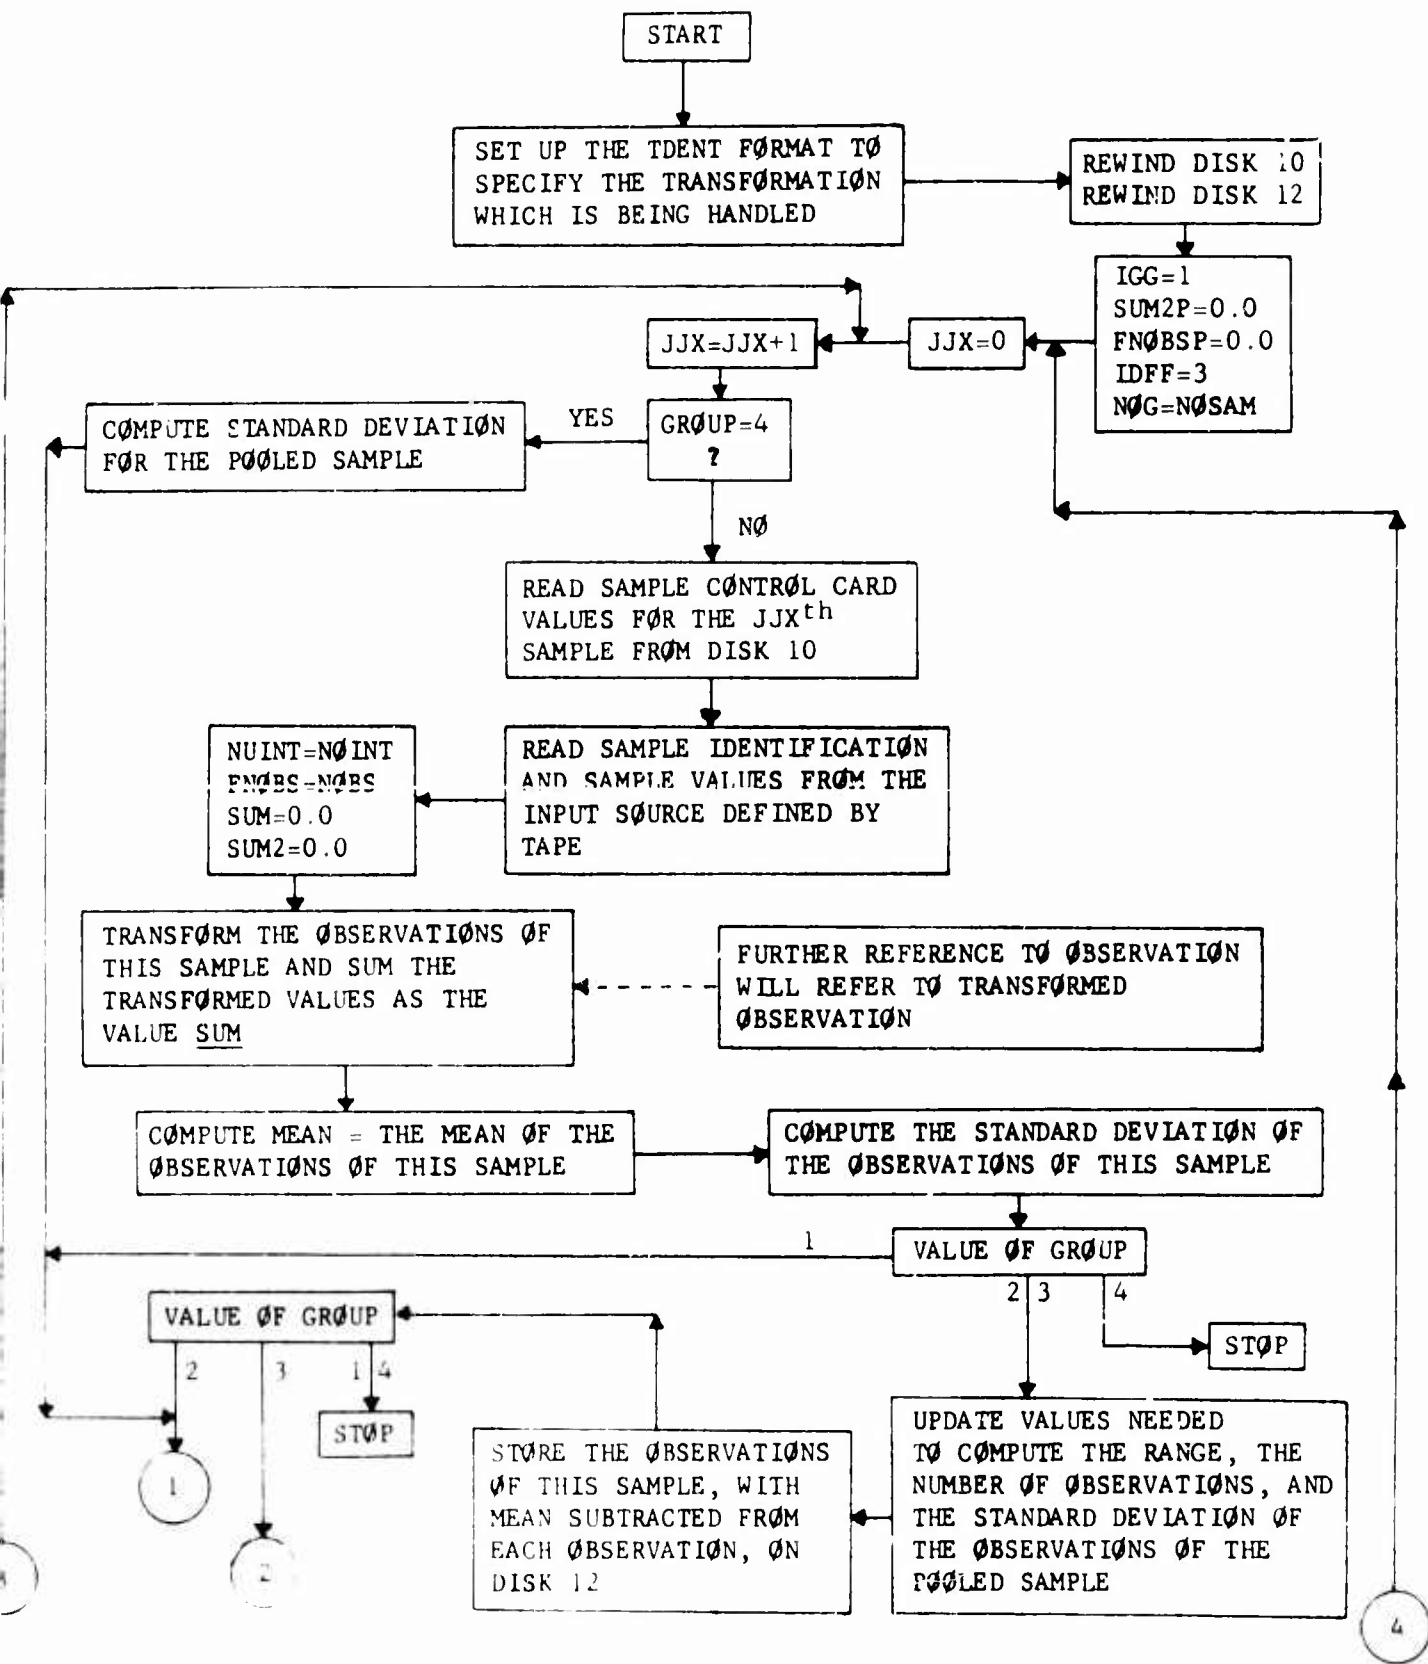 START
SET UP THE TDENT FØRMAT TØ
SPECIFY THE TRANSFØRMATIØN
WHICH IS BEING HANDLED
REWIND DISK 10
REWIND DISK 12
IGG=1
SUM2P=0.0
FNØBSP=0.0
IDFF=3
NØG=NØSAM
JJX=0
JJX=JJX+1
GRØUP=4
?
YES
CØMPUTE STANDARD DEVIATIØN
FØR THE PØØLED SAMPLE
NØ
READ SAMPLE CØNTRØL CARD
VALUES FØR THE JJXth
SAMPLE FRØM DISK 10
READ SAMPLE IDENTIFICATIØN
AND SAMPLE VALUES FRØM THE
INPUT SØURCE DEFINED BY
TAPE
NUINT=NØINT
FNØBS=NØBS
SUM=0.0
SUM2=0.0
TRANSFØRM THE ØBSERVATIØNS ØF
THIS SAMPLE AND SUM THE
TRANSFØRMED VALUES AS THE
VALUE SUM
FURTHER REFERENCE TØ ØBSERVATIØN
WILL REFER TØ TRANSFØRMED
ØBSERVATIØN
CØMPUTE MEAN = THE MEAN ØF THE
ØBSERVATIØNS ØF THIS SAMPLE
CØMPUTE THE STANDARD DEVIATIØN ØF
THE ØBSERVATIØNS ØF THIS SAMPLE
VALUE ØF GRØUP
1
2 3
4
STØP
VALUE ØF GRØUP
2
3
1 4
STØP
UPDATE VALUES NEEDED
TØ CØMPUTE THE RANGE, THE
NUMBER ØF ØBSERVATIØNS, AND
THE STANDARD DEVIATIØN ØF
THE ØBSERVATIØNS ØF THE
PØØLED SAMPLE
STØRE THE ØBSERVATIØNS
ØF THIS SAMPLE, WITH
MEAN SUBTRACTED FRØM
EACH ØBSERVATIØN, ØN
DISK 12
1
2
4